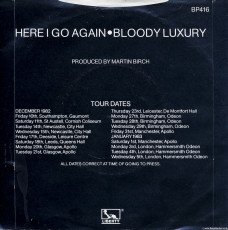 BP416
HERE I GO AGAIN•BLOODY LUXURY
PRODUCED BY MARTIN BIRCH
TOUR DATES
DECEMBER 1982
Friday 10th, Southampton, Gaumont
Saturday 11th, St Austell, Cornish Coliseum
Tuesday 14th, Newcastle, City Hall
Wednesday 15th, Newcastle, City Hall
Friday 17th, Deeside, Leisure Centre
Saturday 18th, Leeds, Queens Hall
Monday 20th, Glasgow, Apollo
Tuesday 21st, Glasgow, Apollo
Thursday 23rd, Leicester, De Montfort Hall
Monday 27th, Birmingham, Odeon
Tuesday 28th, Birmingham, Odeon
Wednesday 29th, Birmingham, Odeon
Friday 31st, Manchester, Apollo
JANUARY 1983
Saturday 1st, Manchester, Apollo
Monday 3rd, London, Hammersmith Odeon
Tuesday 4th, London, Hammersmith Odeon
Wednesday 5th, London, Hammersmith Odeon
ALL DATES CORRECT AT TIME OF GOING TO PRESS.
LIBERTY